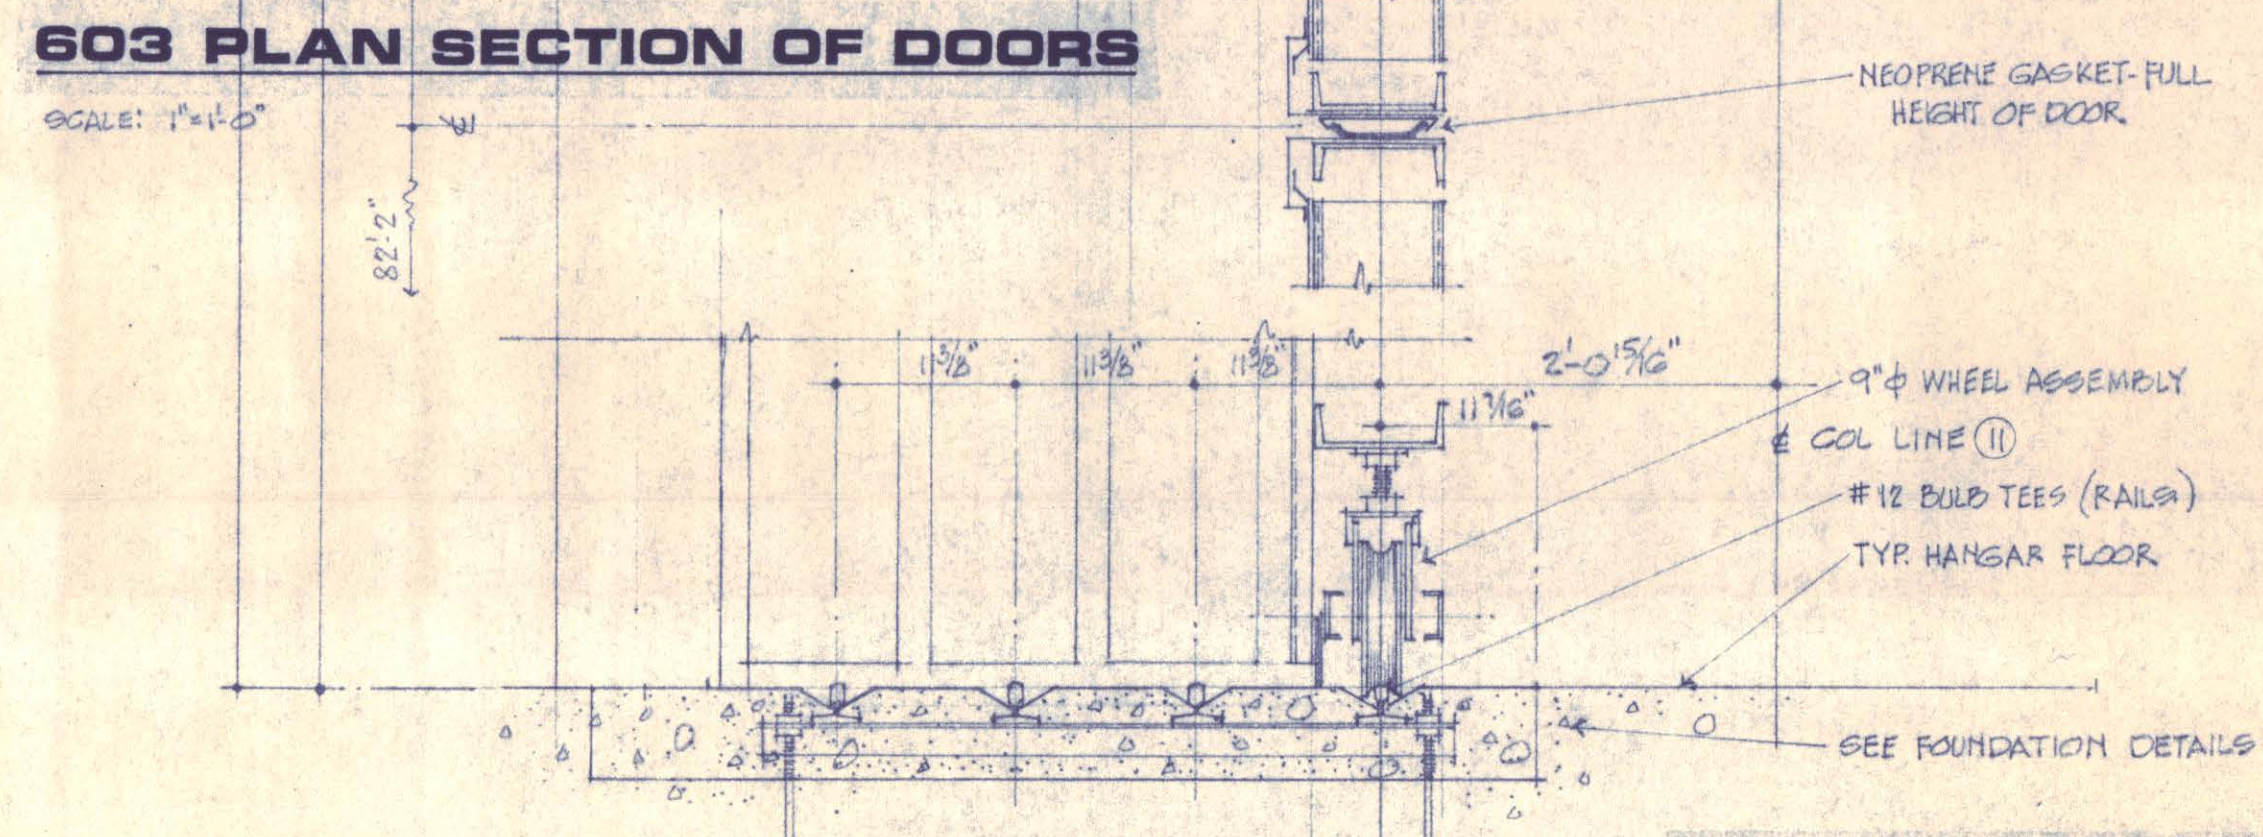 603 PLAN SECTION OF DOORS
SCALE: 1"=1'-0"
NEOPRENE GASKET-FULL
HEIGHT OF DOOR.
82'-2"
11 3/8"
11 3/8"
11 3/8"
2'-0 15/16"
11 7/16"
9"ϕ WHEEL ASSEMBLY
℄ COL LINE 11
#12 BULB TEES (RAILS)
TYP. HANGAR FLOOR
SEE FOUNDATION DETAILS